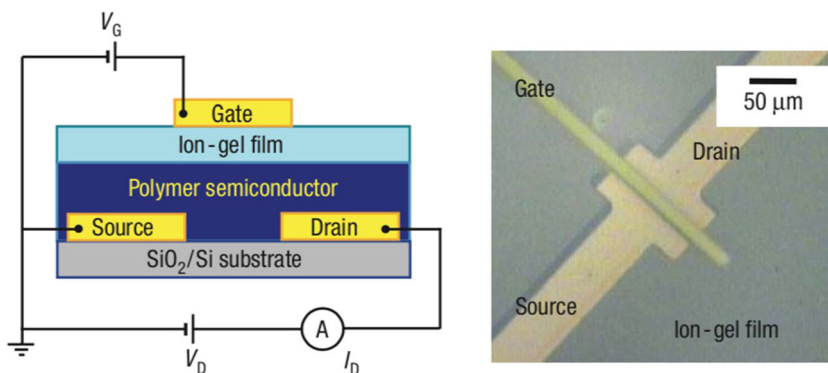 V_G
Gate
Ion-gel film
Polymer semiconductor
Source
Drain
SiO₂/Si substrate
A
V_D
I_D
Gate
50 μm
Drain
Source
Ion-gel film